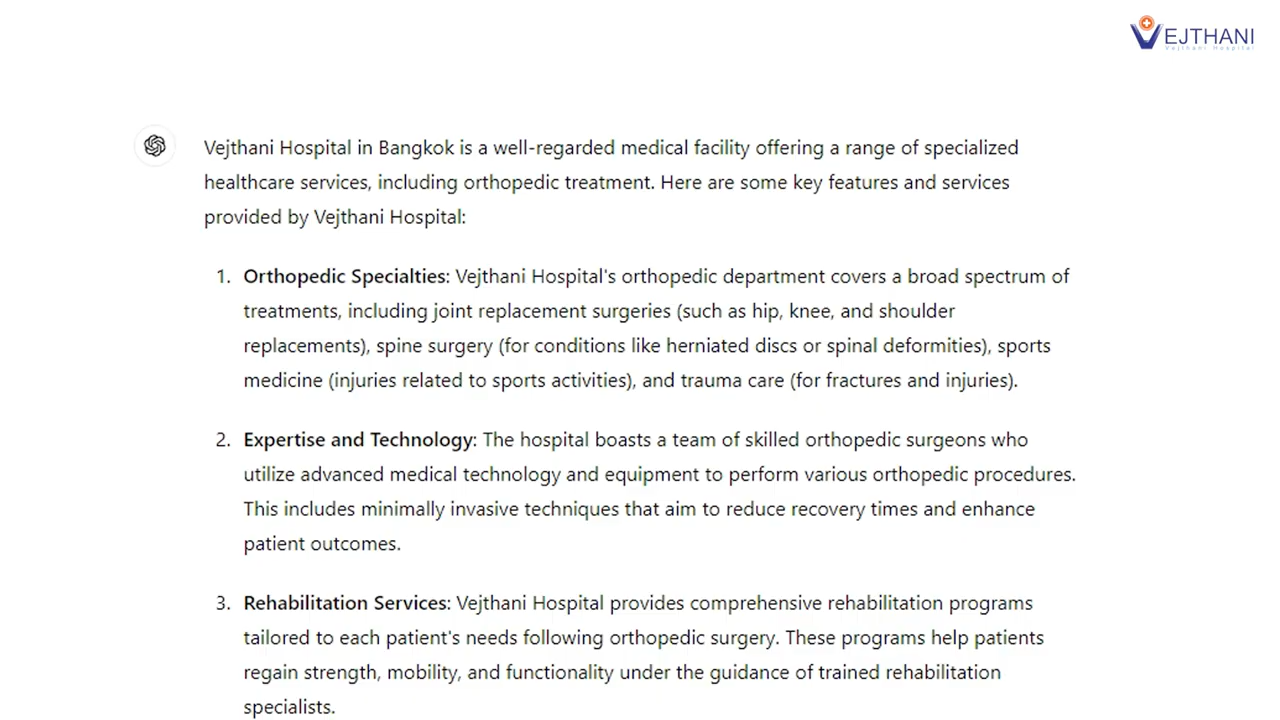 VEJTHANI
Vejthani Hospital
Vejthani Hospital in Bangkok is a well-regarded medical facility offering a range of specialized
healthcare services, including orthopedic treatment. Here are some key features and services
provided by Vejthani Hospital:
1. Orthopedic Specialties: Vejthani Hospital's orthopedic department covers a broad spectrum of
treatments, including joint replacement surgeries (such as hip, knee, and shoulder
replacements), spine surgery (for conditions like herniated discs or spinal deformities), sports
medicine (injuries related to sports activities), and trauma care (for fractures and injuries).
2. Expertise and Technology: The hospital boasts a team of skilled orthopedic surgeons who
utilize advanced medical technology and equipment to perform various orthopedic procedures.
This includes minimally invasive techniques that aim to reduce recovery times and enhance
patient outcomes.
3. Rehabilitation Services: Vejthani Hospital provides comprehensive rehabilitation programs
tailored to each patient's needs following orthopedic surgery. These programs help patients
regain strength, mobility, and functionality under the guidance of trained rehabilitation
specialists.